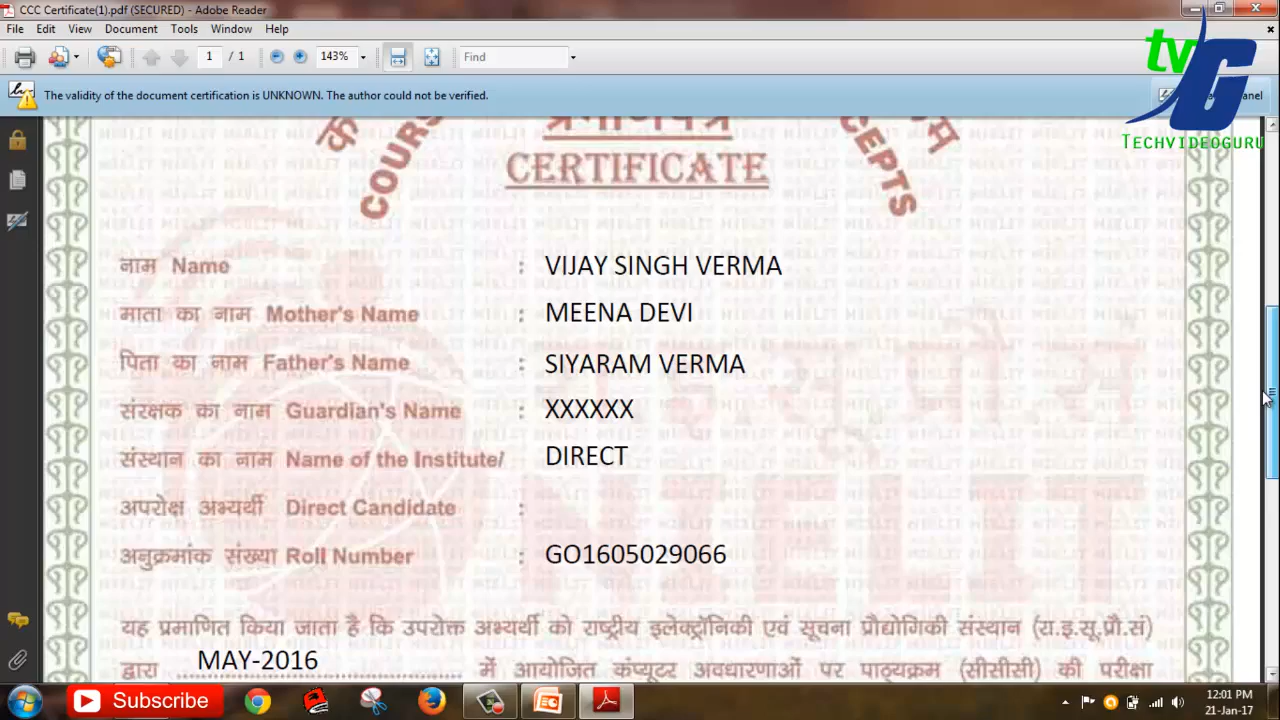 CCC Certificate(1).pdf (SECURED) - Adobe Reader
File Edit View Document Tools Window Help
1 / 1 143% Find
The validity of the document certification is UNKNOWN. The author could not be verified.
tv G
TECHVIDEOGURU
प्रमाणपत्र
CERTIFICATE
नाम Name : VIJAY SINGH VERMA
माता का नाम Mother's Name : MEENA DEVI
पिता का नाम Father's Name : SIYARAM VERMA
संरक्षक का नाम Guardian's Name : XXXXXX
संस्थान का नाम Name of the Institute/ : DIRECT
अपरोक्ष अभ्यर्थी Direct Candidate :
अनुक्रमांक संख्या Roll Number : GO1605029066
NIELIT
यह प्रमाणित किया जाता है कि उपरोक्त अभ्यर्थी को राष्ट्रीय इलेक्ट्रॉनिकी एवं सूचना प्रौद्योगिकी संस्थान (रा.इ.सू.प्रौ.सं)
द्वारा MAY-2016 में आयोजित कंप्यूटर अवधारणाओं पर पाठ्यक्रम (सीसीसी) की परीक्षा
Subscribe
12:01 PM
21-Jan-17